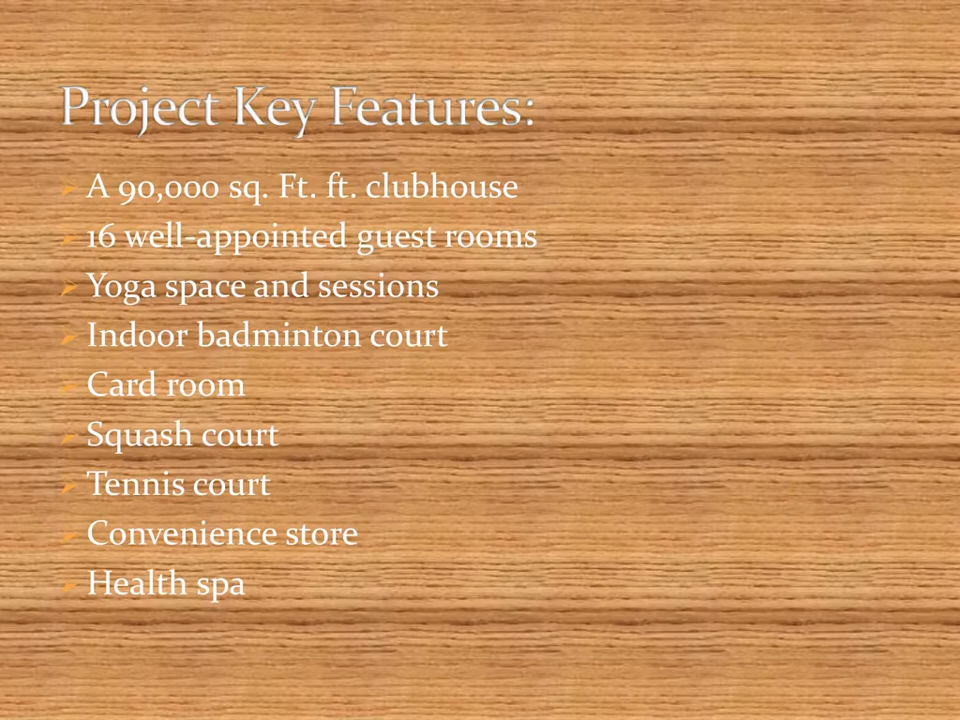 Project Key Features:
A 90,000 sq. Ft. ft. clubhouse
16 well-appointed guest rooms
Yoga space and sessions
Indoor badminton court
Card room
Squash court
Tennis court
Convenience store
Health spa